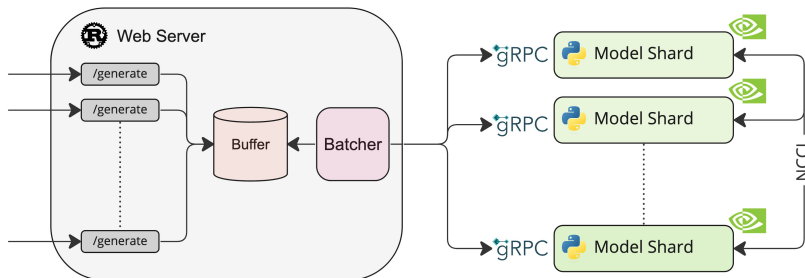 Web Server
/generate
/generate
/generate
Buffer
Batcher
gRPC
Model Shard
gRPC
Model Shard
gRPC
Model Shard
NCCL